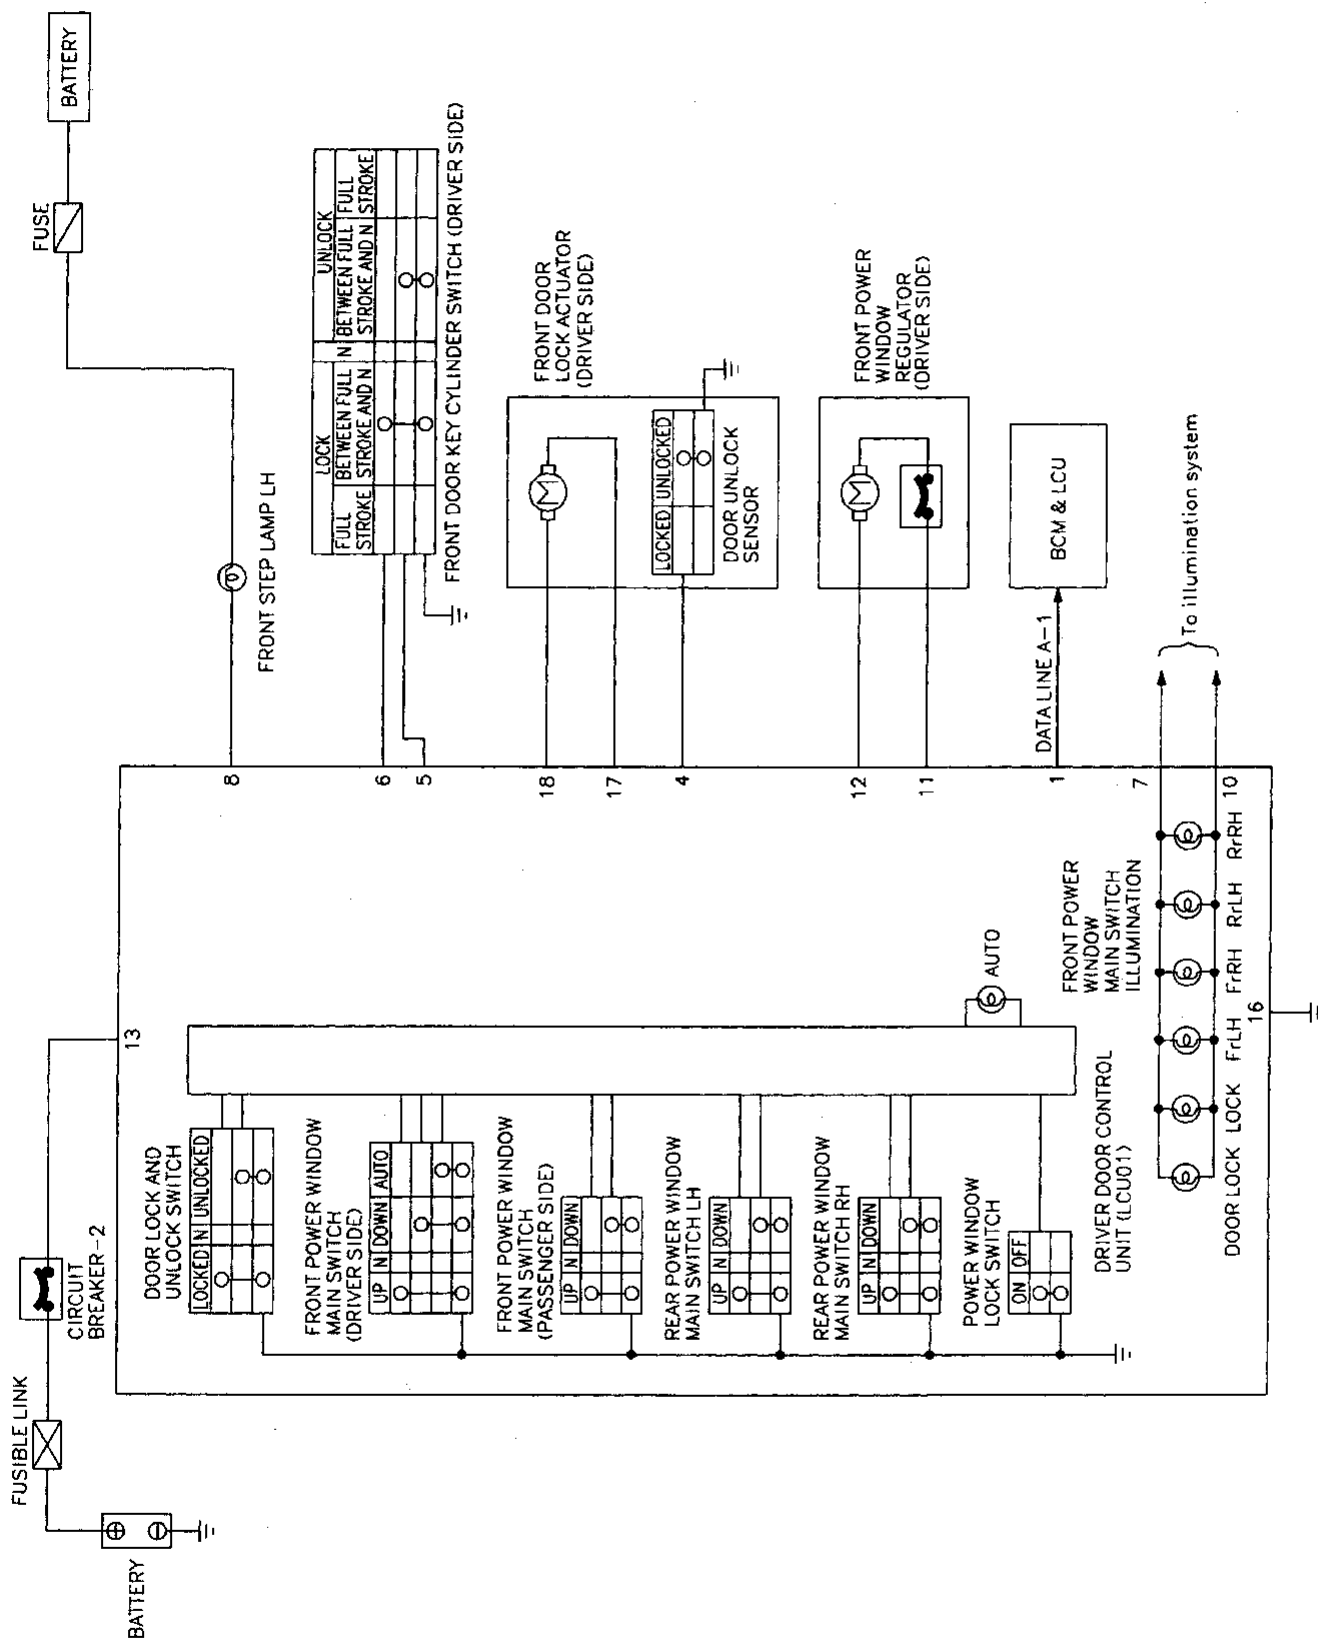 BATTERY
FUSIBLE LINK
CIRCUIT
BREAKER-2
13
DOOR LOCK AND
UNLOCK SWITCH
LOCKED N UNLOCKED
FRONT POWER WINDOW
MAIN SWITCH
(DRIVER SIDE)
UP N DOWN AUTO
FRONT POWER WINDOW
MAIN SWITCH
(PASSENGER SIDE)
UP N DOWN
REAR POWER WINDOW
MAIN SWITCH LH
UP N DOWN
REAR POWER WINDOW
MAIN SWITCH RH
UP N DOWN
POWER WINDOW
LOCK SWITCH
ON OFF
DRIVER DOOR CONTROL
UNIT (LCU01)
AUTO
FRONT POWER
WINDOW
MAIN SWITCH
ILLUMINATION
DOOR LOCK LOCK FrLH FrRH RrLH RrRH
16
8
6
5
18
17
4
12
11
1
7
10
BATTERY
FUSE
FRONT STEP LAMP LH
LOCK N UNLOCK
FULL STROKE
BETWEEN FULL STROKE AND N
BETWEEN FULL STROKE AND N
FULL STROKE
FRONT DOOR KEY CYLINDER SWITCH (DRIVER SIDE)
FRONT DOOR
LOCK ACTUATOR
(DRIVER SIDE)
M
LOCKED UNLOCKED
DOOR UNLOCK
SENSOR
FRONT POWER
WINDOW
REGULATOR
(DRIVER SIDE)
M
DATA LINE A-1
BCM & LCU
To illumination system